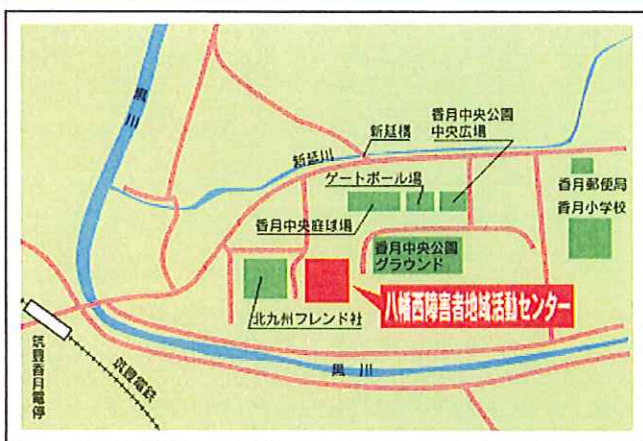 黒川
新延川
新延橋
香月中央公園
中央広場
ゲートボール場
香月中央庭球場
香月郵便局
香月小学校
香月中央公園
グラウンド
北九州フレンド社
八幡西障害者地域活動センター
黒川
筑豊電鉄
筑豊香月電停